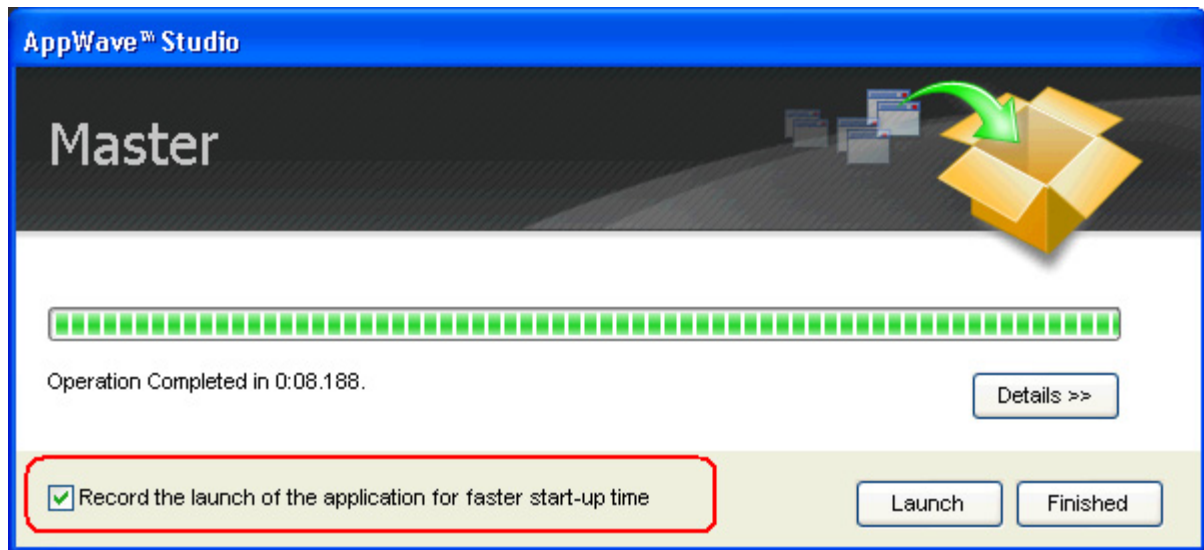 AppWave™ Studio
Master
Operation Completed in 0:08.188.
Details >>
Record the launch of the application for faster start-up time
Launch
Finished